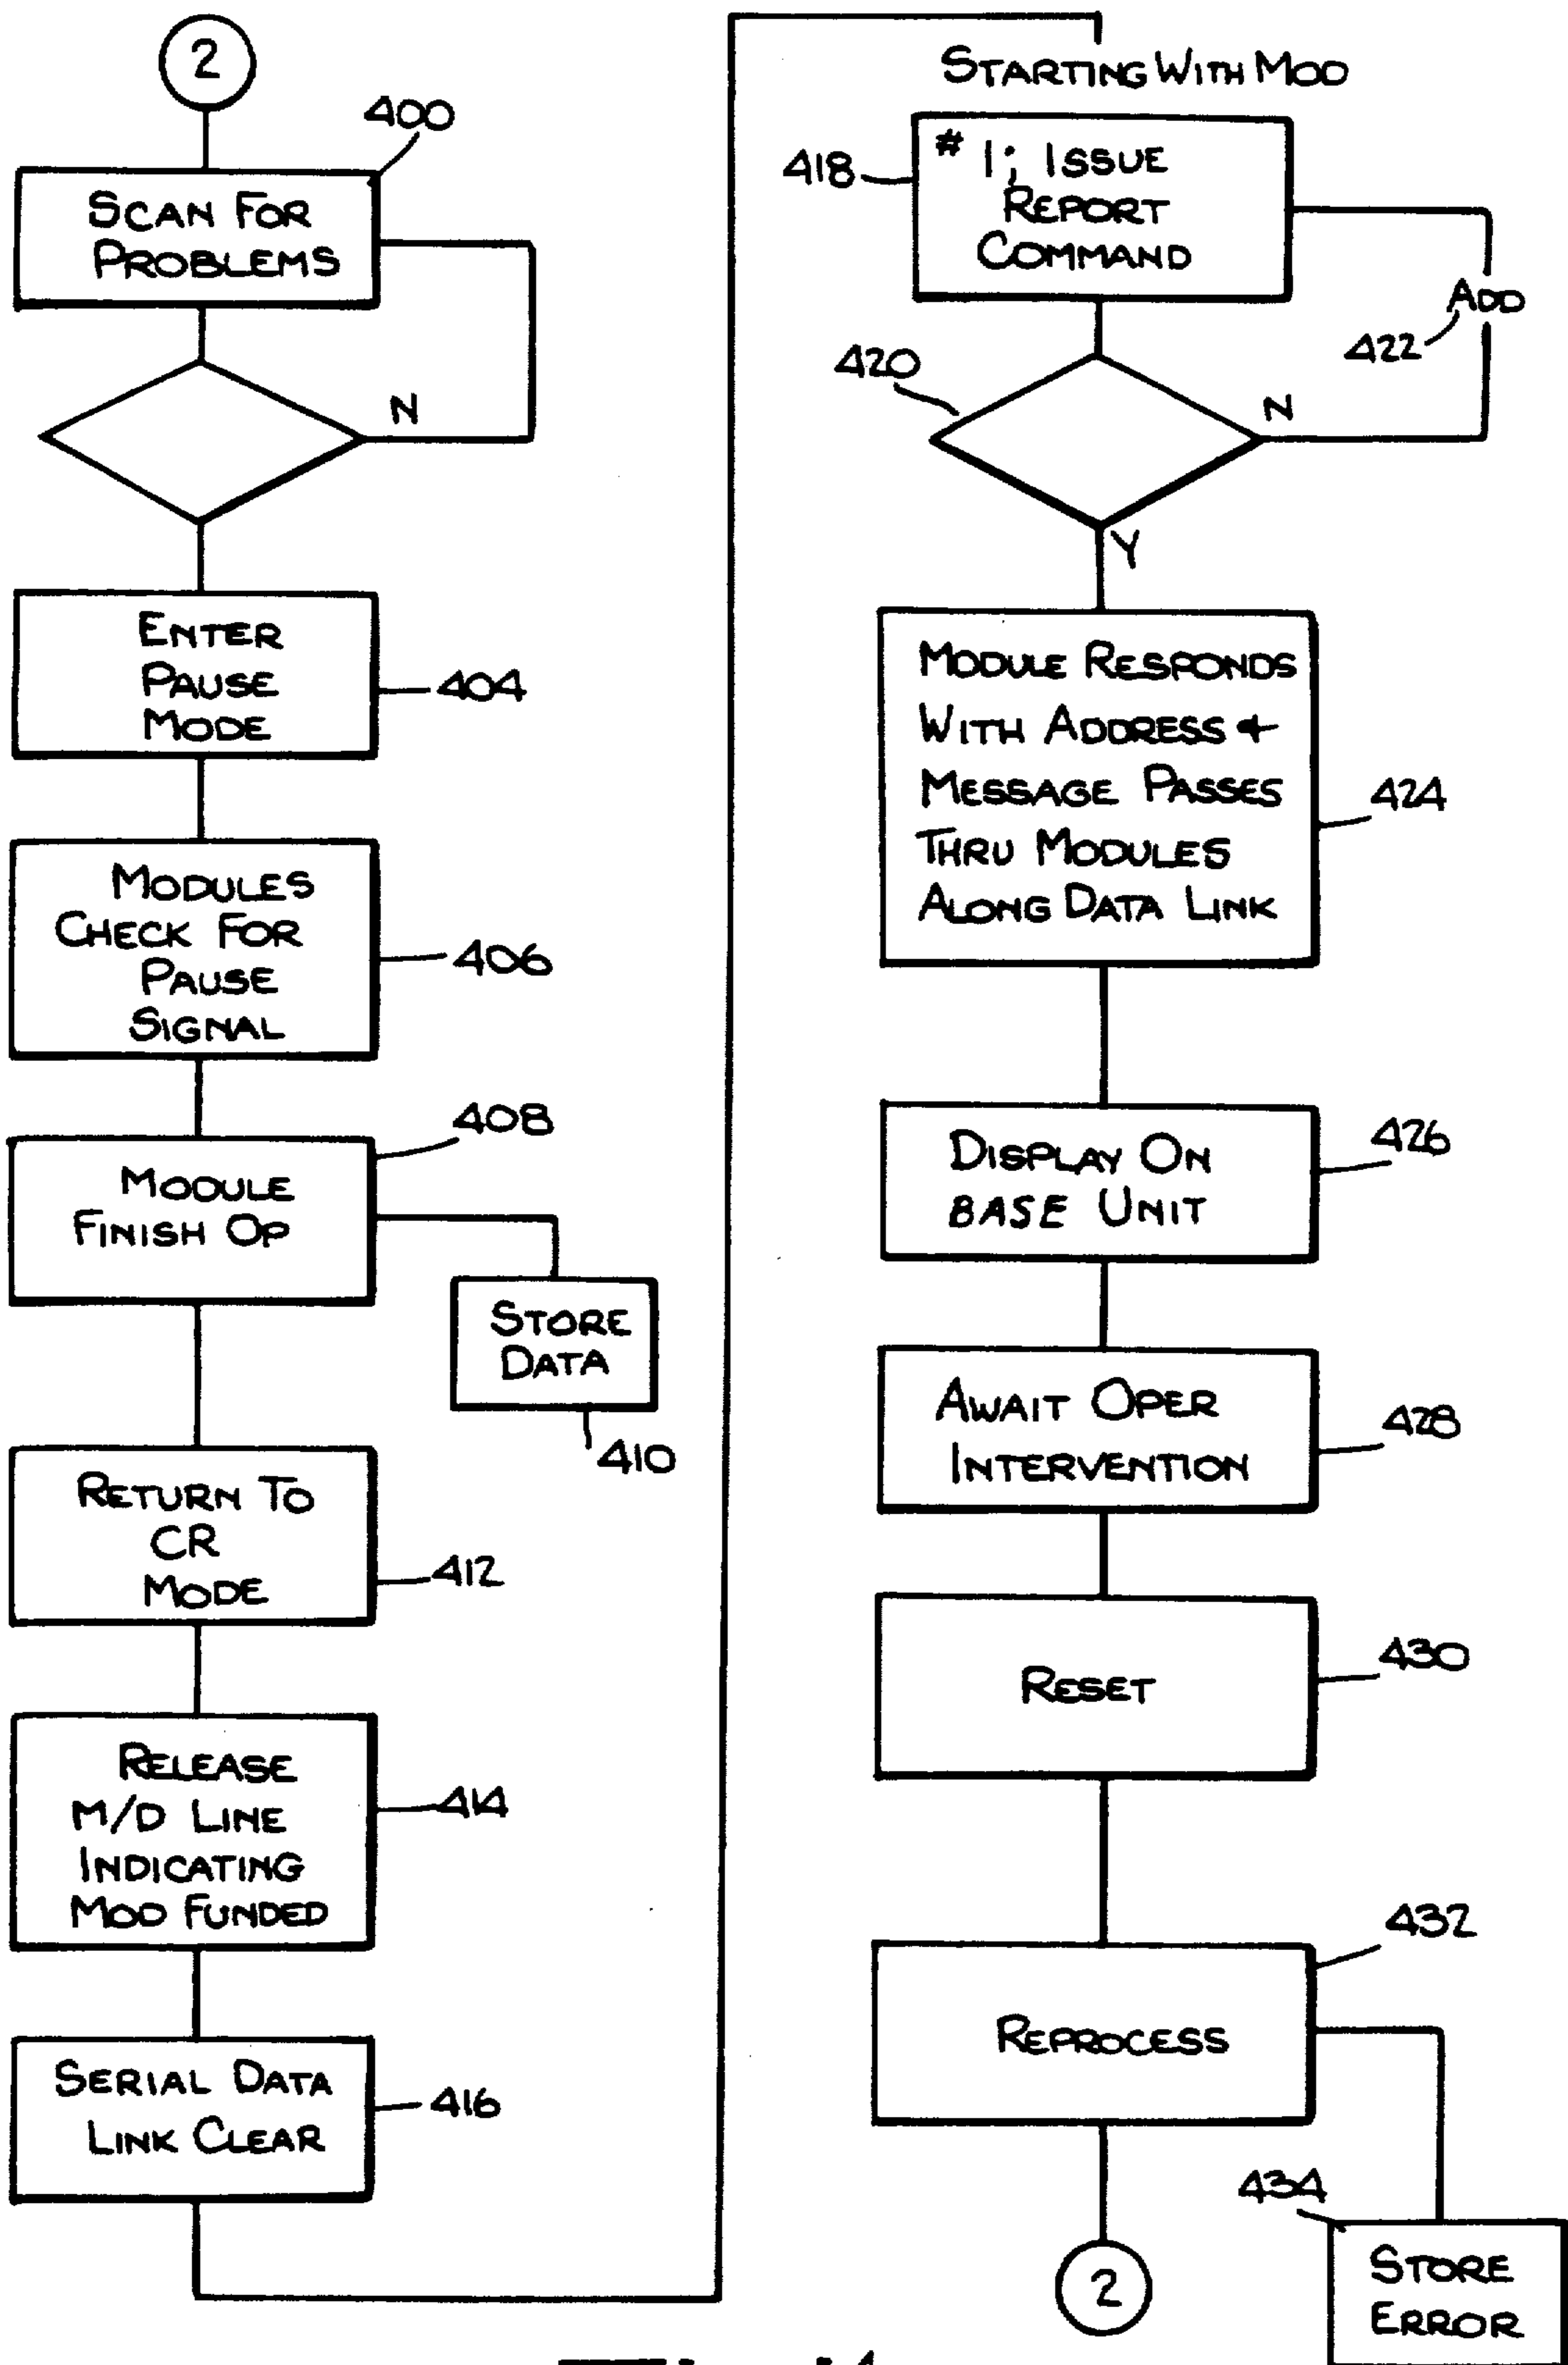 2
400
SCAN FOR
PROBLEMS
N
ENTER
PAUSE
MODE
404
MODULES
CHECK FOR
PAUSE
SIGNAL
406
408
MODULE
FINISH OP
STORE
DATA
410
RETURN TO
CR
MODE
412
RELEASE
M/D LINE
INDICATING
MOD FUNDED
414
SERIAL DATA
LINK CLEAR
416
STARTING WITH MOD
# 1; ISSUE
REPORT
COMMAND
418
ADD
422
420
N
Y
MODULE RESPONDS
WITH ADDRESS &
MESSAGE PASSES
THRU MODULES
ALONG DATA LINK
424
DISPLAY ON
BASE UNIT
426
AWAIT OPER
INTERVENTION
428
RESET
430
432
REPROCESS
434
STORE
ERROR
2